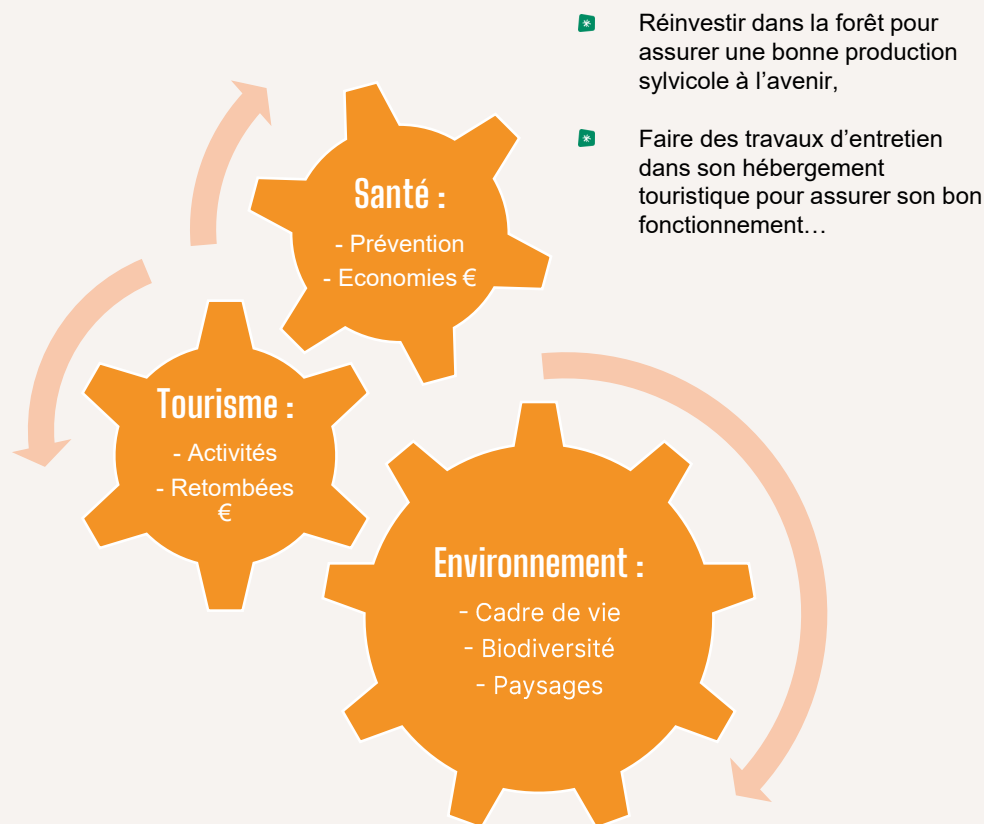 Réinvestir dans la forêt pour
assurer une bonne production
sylvicole à l’avenir,
Faire des travaux d’entretien
dans son hébergement
touristique pour assurer son bon
fonctionnement…
Santé :
- Prévention
- Economies €
Tourisme :
- Activités
- Retombées
€
Environnement :
- Cadre de vie
- Biodiversité
- Paysages